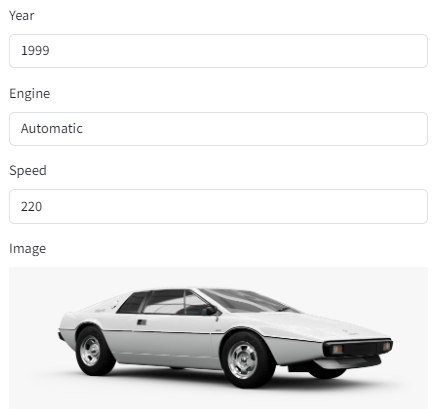 Year
1999
Engine
Automatic
Speed
220
Image